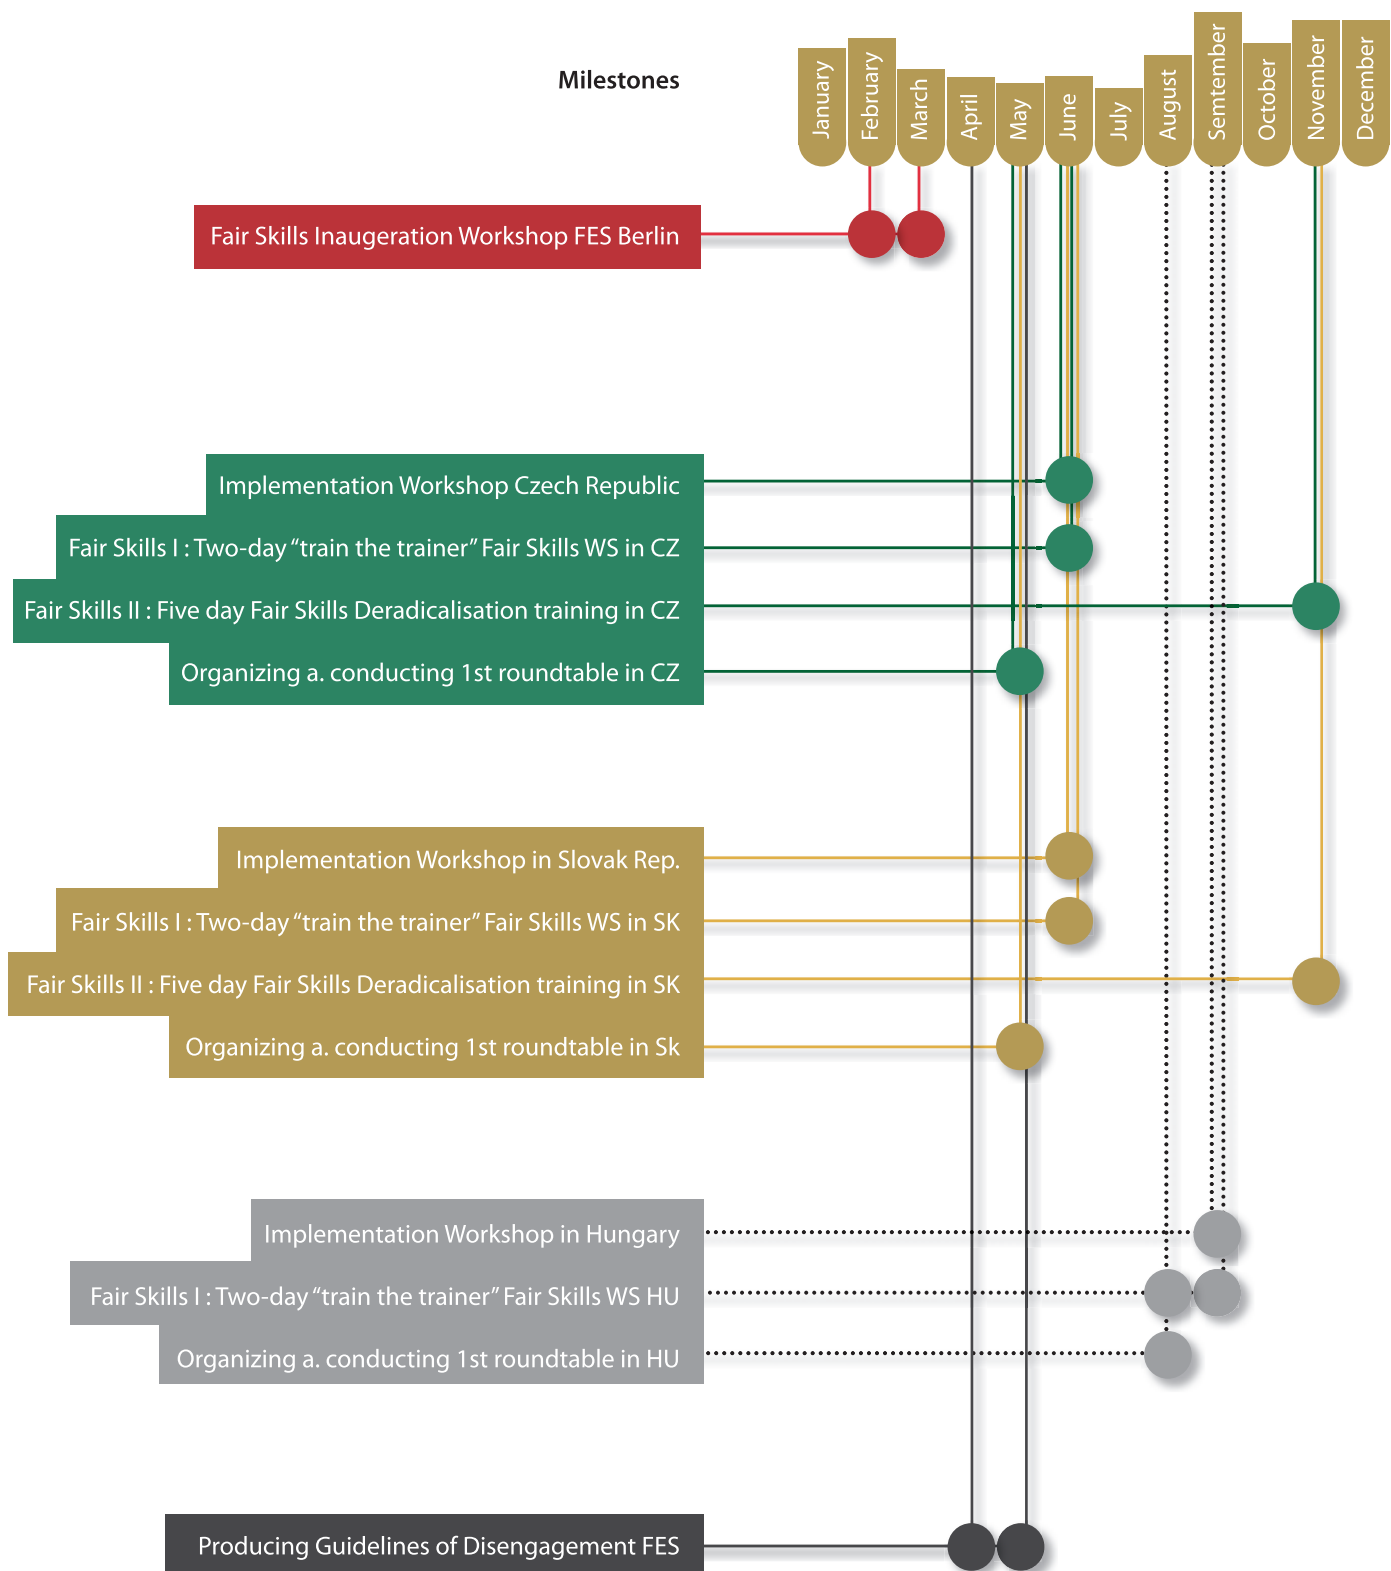 Milestones
January
February
March
April
May
June
July
August
Semtember
October
November
December
Fair Skills Inaugeration Workshop FES Berlin
Implementation Workshop Czech Republic
Fair Skills I : Two-day “train the trainer” Fair Skills WS in CZ
Fair Skills II : Five day Fair Skills Deradicalisation training in CZ
Organizing a. conducting 1st roundtable in CZ
Implementation Workshop in Slovak Rep.
Fair Skills I : Two-day “train the trainer” Fair Skills WS in SK
Fair Skills II : Five day Fair Skills Deradicalisation training in SK
Organizing a. conducting 1st roundtable in Sk
Implementation Workshop in Hungary
Fair Skills I : Two-day “train the trainer” Fair Skills WS HU
Organizing a. conducting 1st roundtable in HU
Producing Guidelines of Disengagement FES